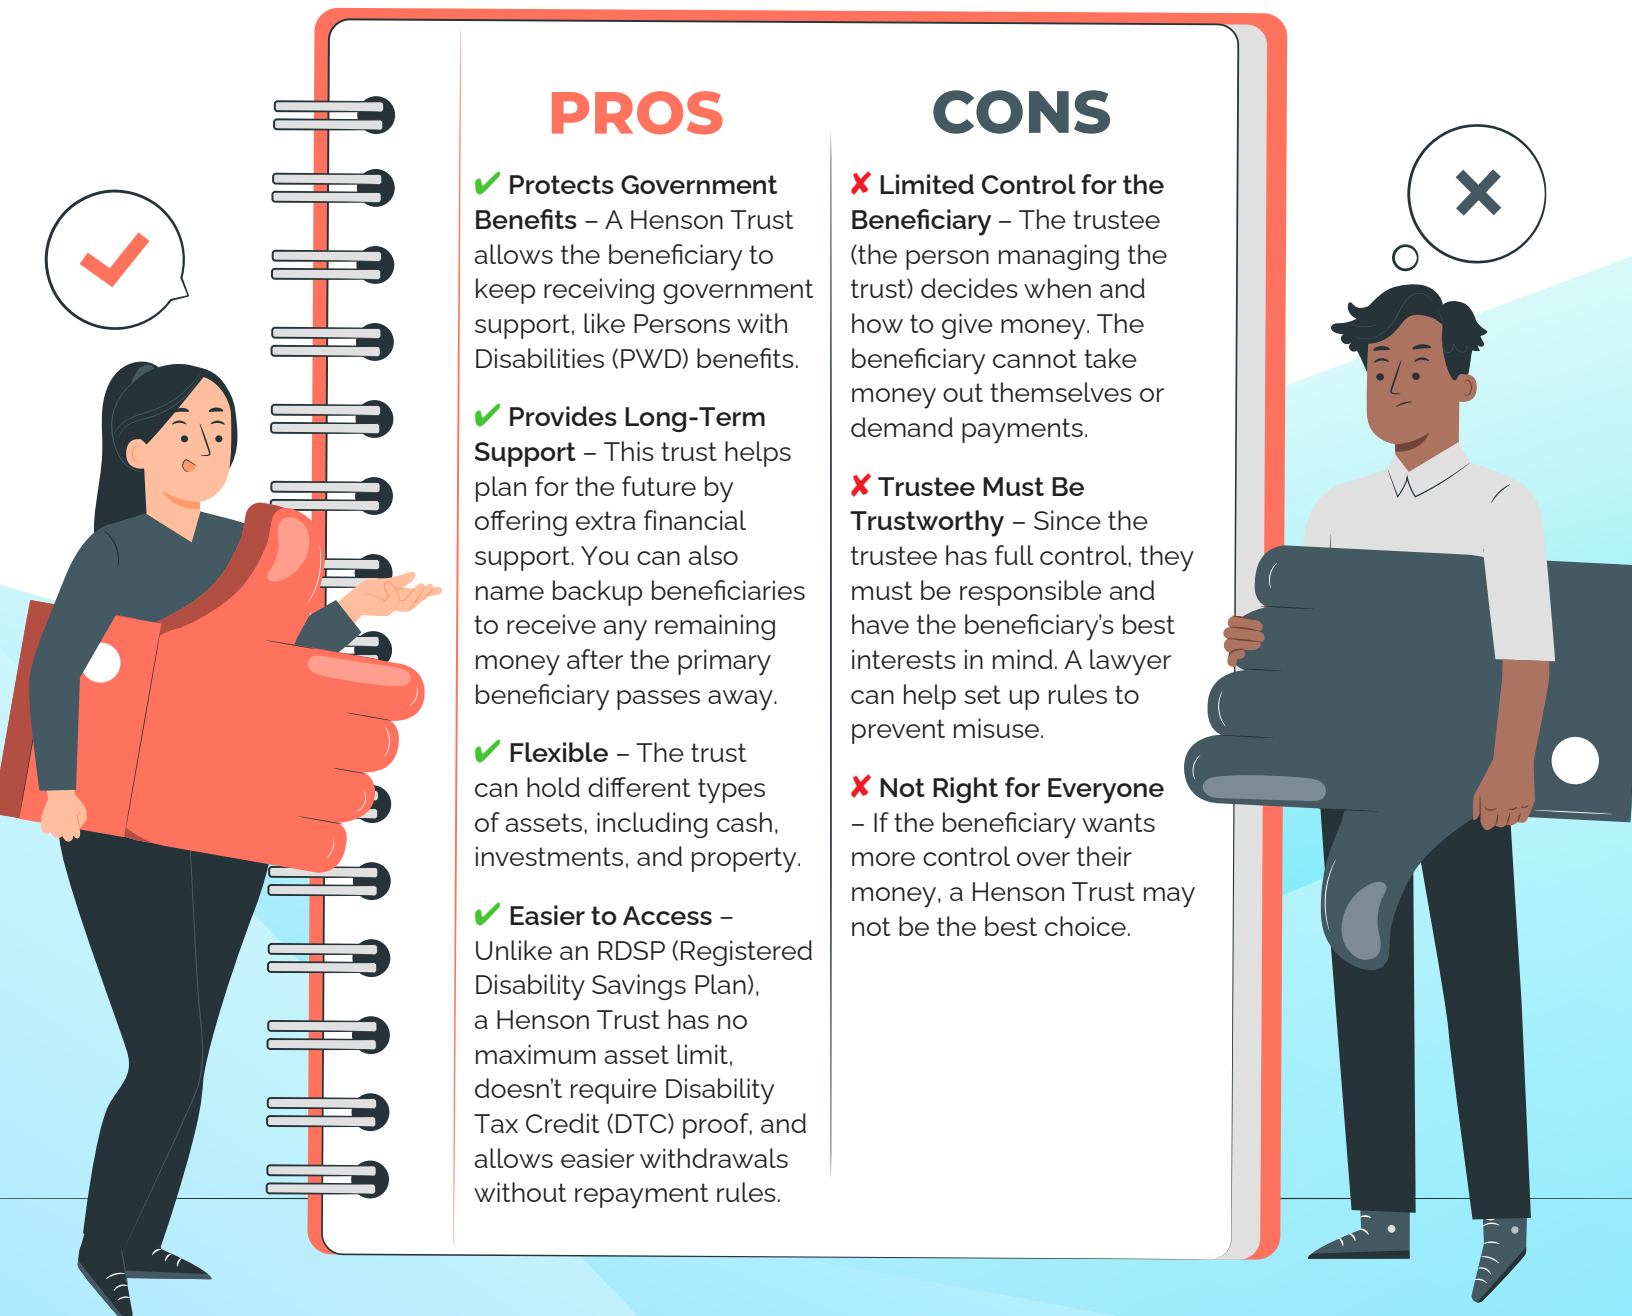 PROS
✔ Protects Government
Benefits – A Henson Trust
allows the beneficiary to
keep receiving government
support, like Persons with
Disabilities (PWD) benefits.
✔ Provides Long-Term
Support – This trust helps
plan for the future by
offering extra financial
support. You can also
name backup beneficiaries
to receive any remaining
money after the primary
beneficiary passes away.
✔ Flexible – The trust
can hold different types
of assets, including cash,
investments, and property.
✔ Easier to Access –
Unlike an RDSP (Registered
Disability Savings Plan),
a Henson Trust has no
maximum asset limit,
doesn’t require Disability
Tax Credit (DTC) proof, and
allows easier withdrawals
without repayment rules.
CONS
✘ Limited Control for the
Beneficiary – The trustee
(the person managing the
trust) decides when and
how to give money. The
beneficiary cannot take
money out themselves or
demand payments.
✘ Trustee Must Be
Trustworthy – Since the
trustee has full control, they
must be responsible and
have the beneficiary’s best
interests in mind. A lawyer
can help set up rules to
prevent misuse.
✘ Not Right for Everyone
– If the beneficiary wants
more control over their
money, a Henson Trust may
not be the best choice.